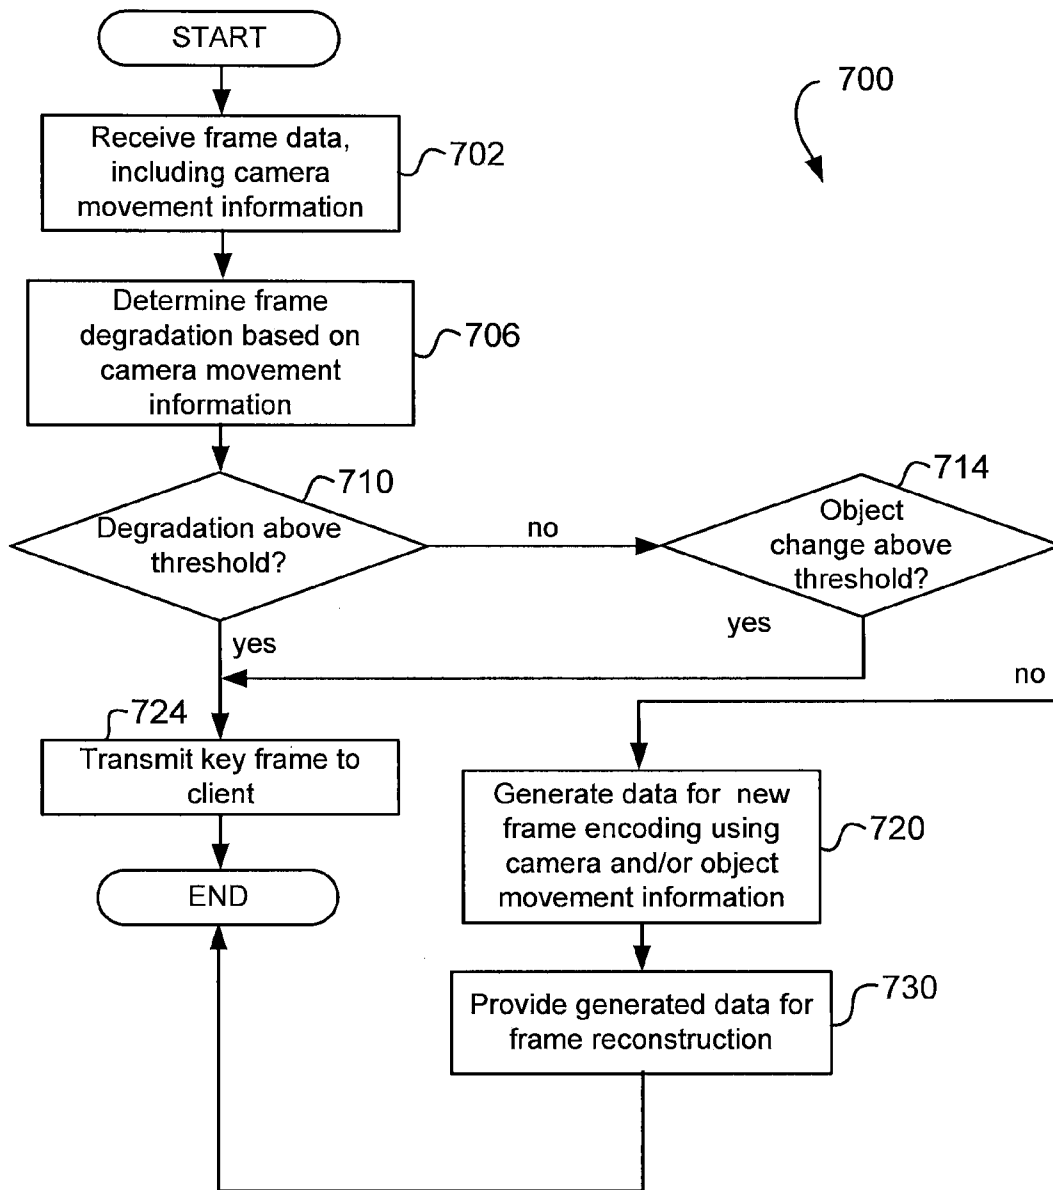 START
700
Receive frame data,
including camera
movement information
702
Determine frame
degradation based on
camera movement
information
706
710
Degradation above
threshold?
no
714
Object
change above
threshold?
yes
yes
no
724
Transmit key frame to
client
Generate data for new
frame encoding using
camera and/or object
movement information
720
END
Provide generated data for
frame reconstruction
730